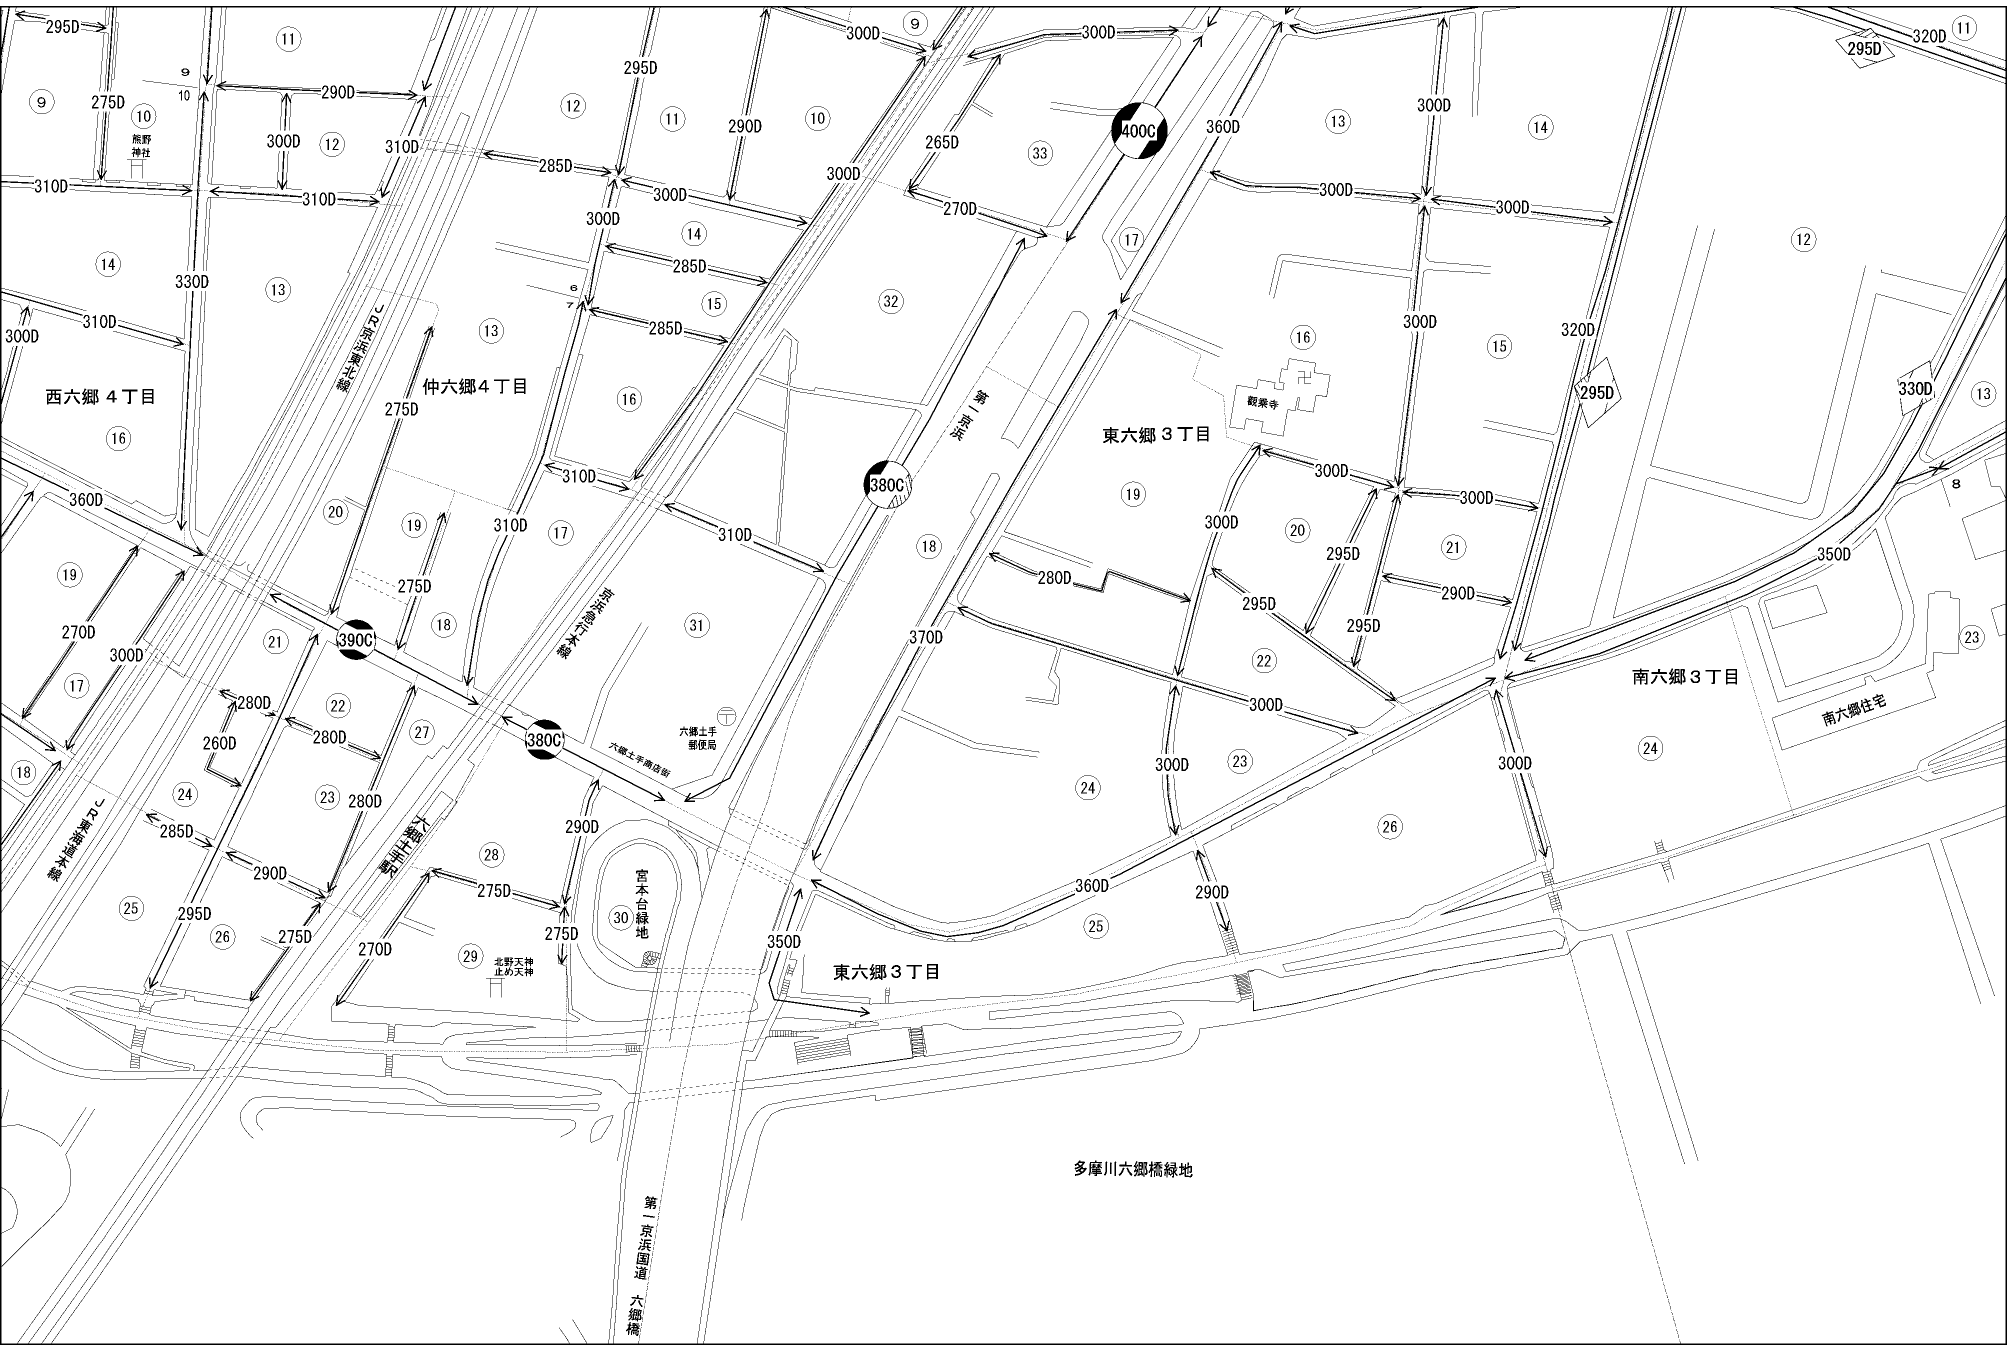 295D
300D
300D
9
11
320D
11
295D
295D
9
275D
10
9
10
290D
300D
12
310D
熊野
神社
12
11
290D
10
285D
300D
300D
265D
33
400C
360D
13
300D
14
310D
310D
300D
270D
300D
300D
300D
14
330D
13
14
285D
6
7
15
285D
32
17
12
300D
310D
JR京浜東北線
13
16
300D
15
320D
295D
330D
13
西六郷4丁目
仲六郷4丁目
275D
16
観乗寺
第一京浜
東六郷3丁目
16
360D
20
19
310D
17
310D
310D
380C
18
19
300D
300D
300D
20
295D
21
8
350D
19
270D
300D
275D
18
京浜急行本線
31
280D
295D
290D
295D
370D
22
17
21
390C
280D
22
280D
27
260D
380C
六郷土手
郵便局
六郷土手商店街
300D
南六郷3丁目
23
南六郷住宅
24
18
24
23
280D
300D
23
300D
24
JR東海道本線
285D
290D
六郷土手駅
28
290D
275D
26
25
295D
26
275D
270D
29
北野天神
止め天神
275D
30
宮本台緑地
350D
東六郷3丁目
360D
25
290D
多摩川六郷橋緑地
第一京浜国道
六郷橋